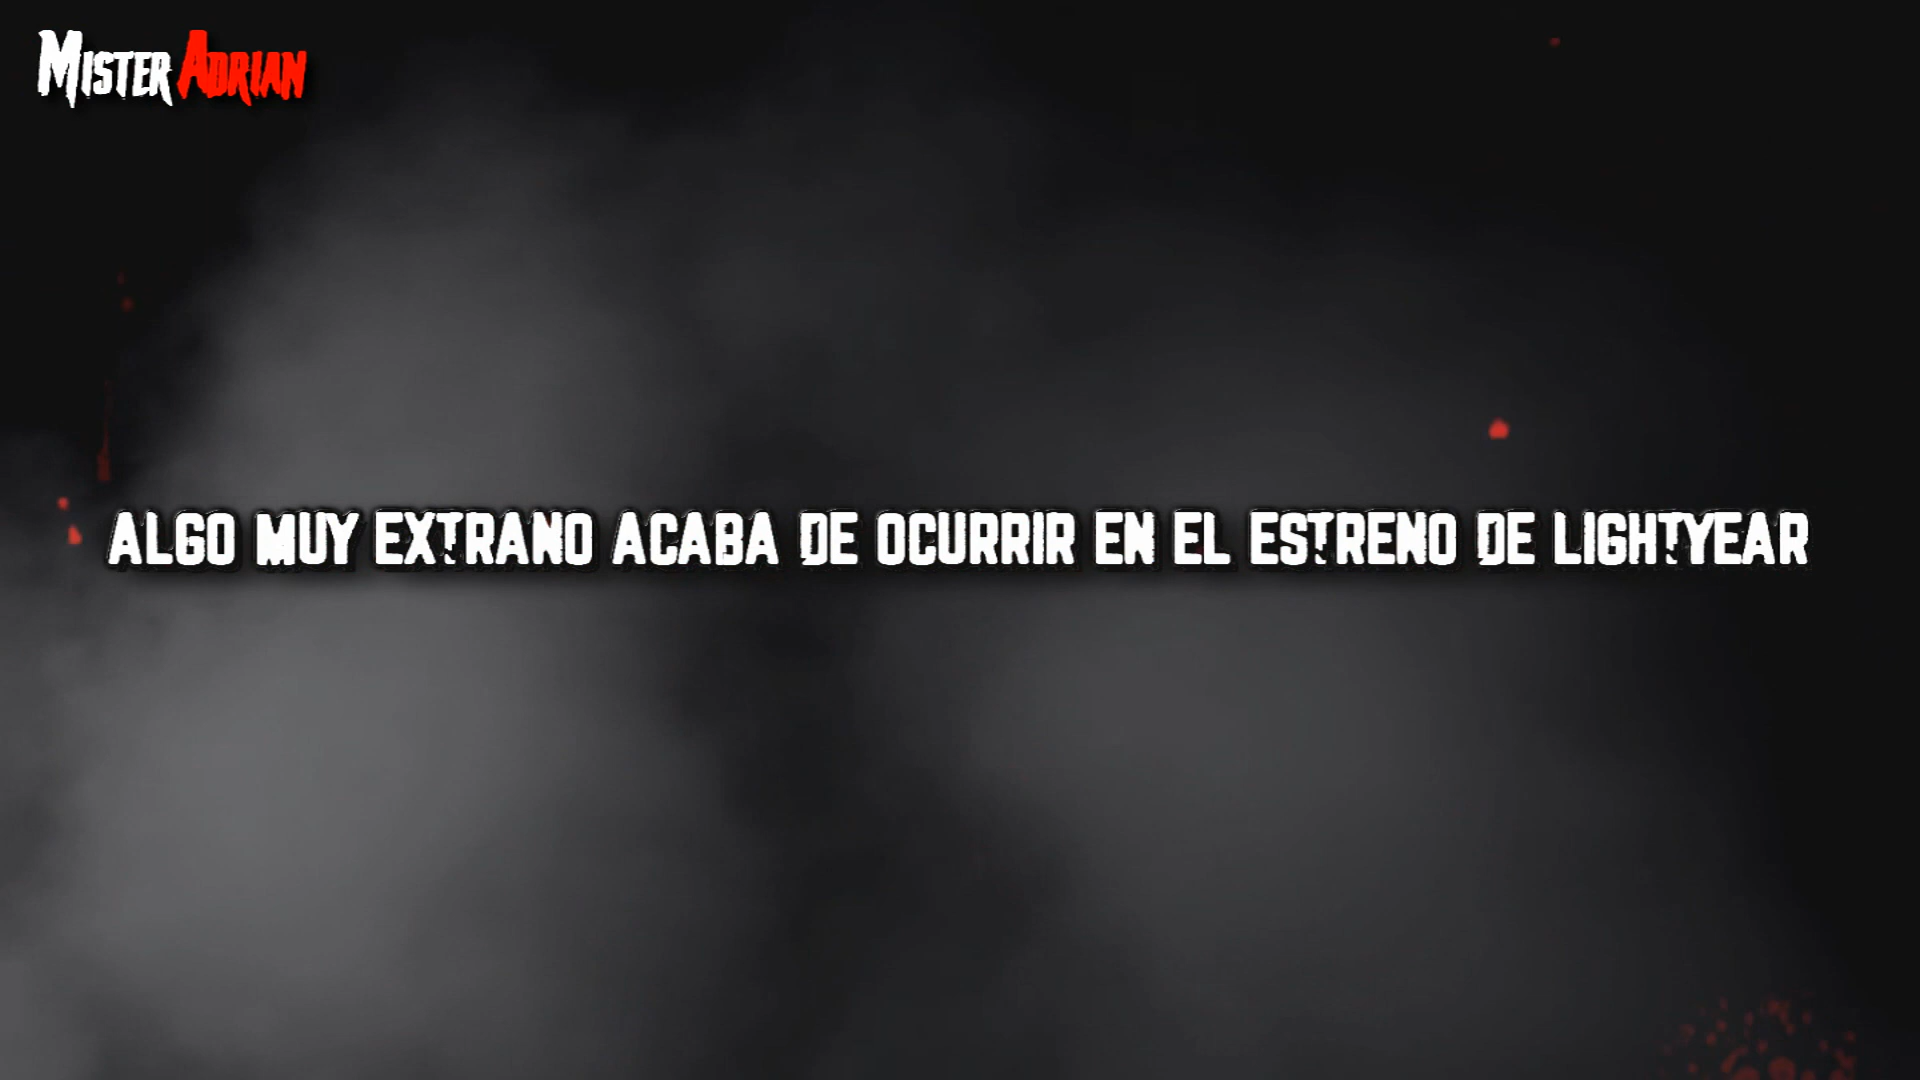 MISTER ADRIAN
ALGO MUY EXTRANO ACABA DE OCURRIR EN EL ESTRENO DE LIGHTYEAR